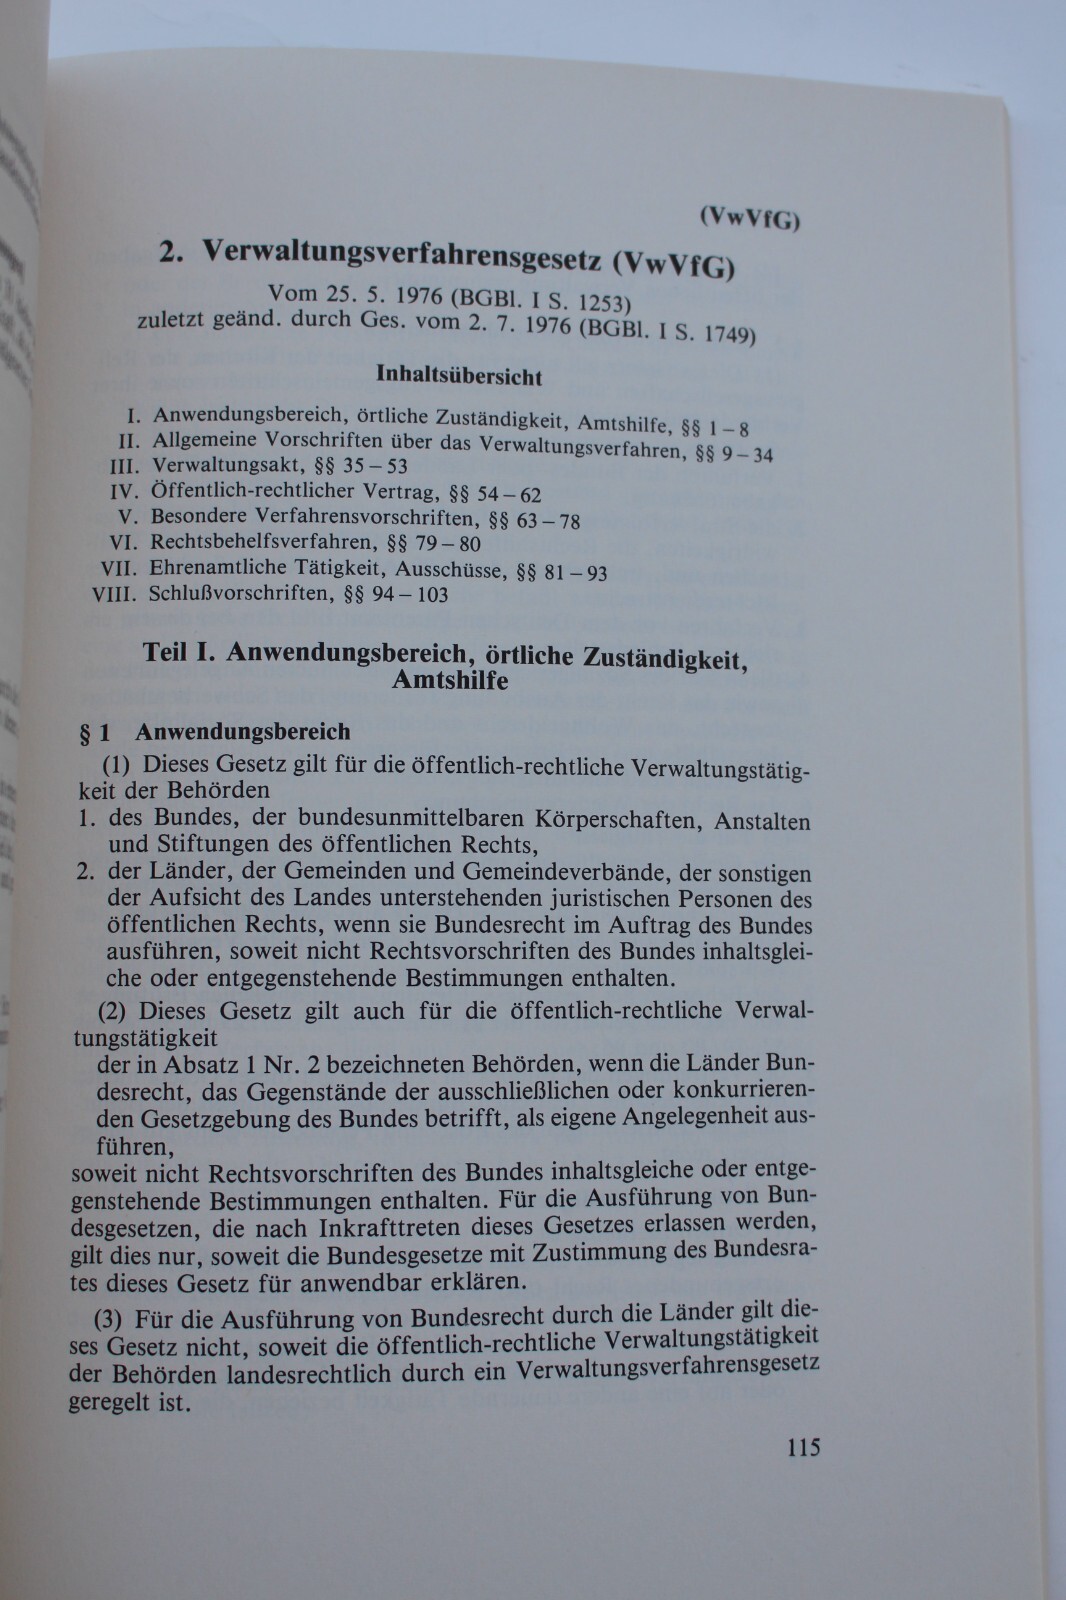 (VwVfG)
2. Verwaltungsverfahrensgesetz (VwVfG)
Vom 25. 5. 1976 (BGBl. I S. 1253)
zuletzt geänd. durch Ges. vom 2. 7. 1976 (BGBl. I S. 1749)
Inhaltsübersicht
I. Anwendungsbereich, örtliche Zuständigkeit, Amtshilfe, §§ 1–8
II. Allgemeine Vorschriften über das Verwaltungsverfahren, §§ 9–34
III. Verwaltungsakt, §§ 35–53
IV. Öffentlich-rechtlicher Vertrag, §§ 54–62
V. Besondere Verfahrensvorschriften, §§ 63–78
VI. Rechtsbehelfsverfahren, §§ 79–80
VII. Ehrenamtliche Tätigkeit, Ausschüsse, §§ 81–93
VIII. Schlußvorschriften, §§ 94–103
Teil I. Anwendungsbereich, örtliche Zuständigkeit,
Amtshilfe
§ 1 Anwendungsbereich
(1) Dieses Gesetz gilt für die öffentlich-rechtliche Verwaltungstätig-
keit der Behörden
1. des Bundes, der bundesunmittelbaren Körperschaften, Anstalten
und Stiftungen des öffentlichen Rechts,
2. der Länder, der Gemeinden und Gemeindeverbände, der sonstigen
der Aufsicht des Landes unterstehenden juristischen Personen des
öffentlichen Rechts, wenn sie Bundesrecht im Auftrag des Bundes
ausführen, soweit nicht Rechtsvorschriften des Bundes inhaltsglei-
che oder entgegenstehende Bestimmungen enthalten.
(2) Dieses Gesetz gilt auch für die öffentlich-rechtliche Verwal-
tungstätigkeit
der in Absatz 1 Nr. 2 bezeichneten Behörden, wenn die Länder Bun-
desrecht, das Gegenstände der ausschließlichen oder konkurrieren-
den Gesetzgebung des Bundes betrifft, als eigene Angelegenheit aus-
führen,
soweit nicht Rechtsvorschriften des Bundes inhaltsgleiche oder entge-
genstehende Bestimmungen enthalten. Für die Ausführung von Bun-
desgesetzen, die nach Inkrafttreten dieses Gesetzes erlassen werden,
gilt dies nur, soweit die Bundesgesetze mit Zustimmung des Bundesra-
tes dieses Gesetz für anwendbar erklären.
(3) Für die Ausführung von Bundesrecht durch die Länder gilt die-
ses Gesetz nicht, soweit die öffentlich-rechtliche Verwaltungstätigkeit
der Behörden landesrechtlich durch ein Verwaltungsverfahrensgesetz
geregelt ist.
115